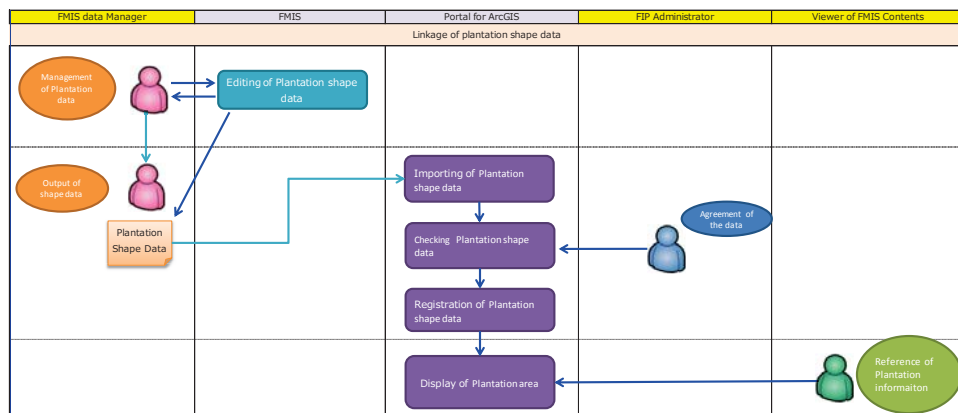 FMIS data Manager
FMIS
Portal for ArcGIS
FIP Administrator
Viewer of FMIS Contents
Linkage of plantation shape data
Management
of Plantation
data
Editing of Plantation shape
data
Output of
shape data
Importing of Plantation
shape data
Plantation
Shape Data
Checking Plantation shape
data
Agreement of
the data
Registration of Plantation
shape data
Display of Plantation area
Reference of
Plantation
informaiton